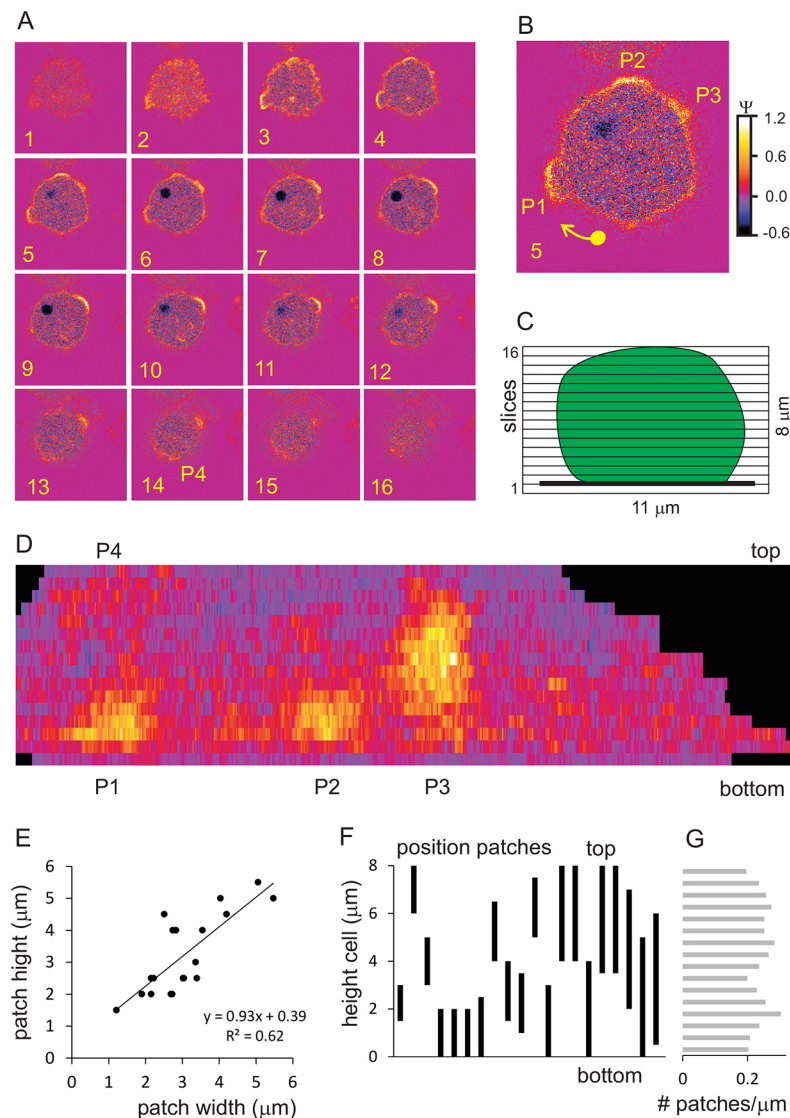 A
1
2
3
4
5
6
7
8
9
10
11
12
13
14
P4
15
16
B
P2
P3
P1
5
Ψ
1.2
0.6
0.0
-0.6
C
16
slices
1
8 μm
11 μm
D
P4
top
P1
P2
P3
bottom
E
patch hight (μm)
6
5
4
3
2
1
0
y = 0.93x + 0.39
R² = 0.62
0 1 2 3 4 5 6
patch width (μm)
F
position patches
top
height cell (μm)
8
6
4
2
0
bottom
G
0
0.2
# patches/μm